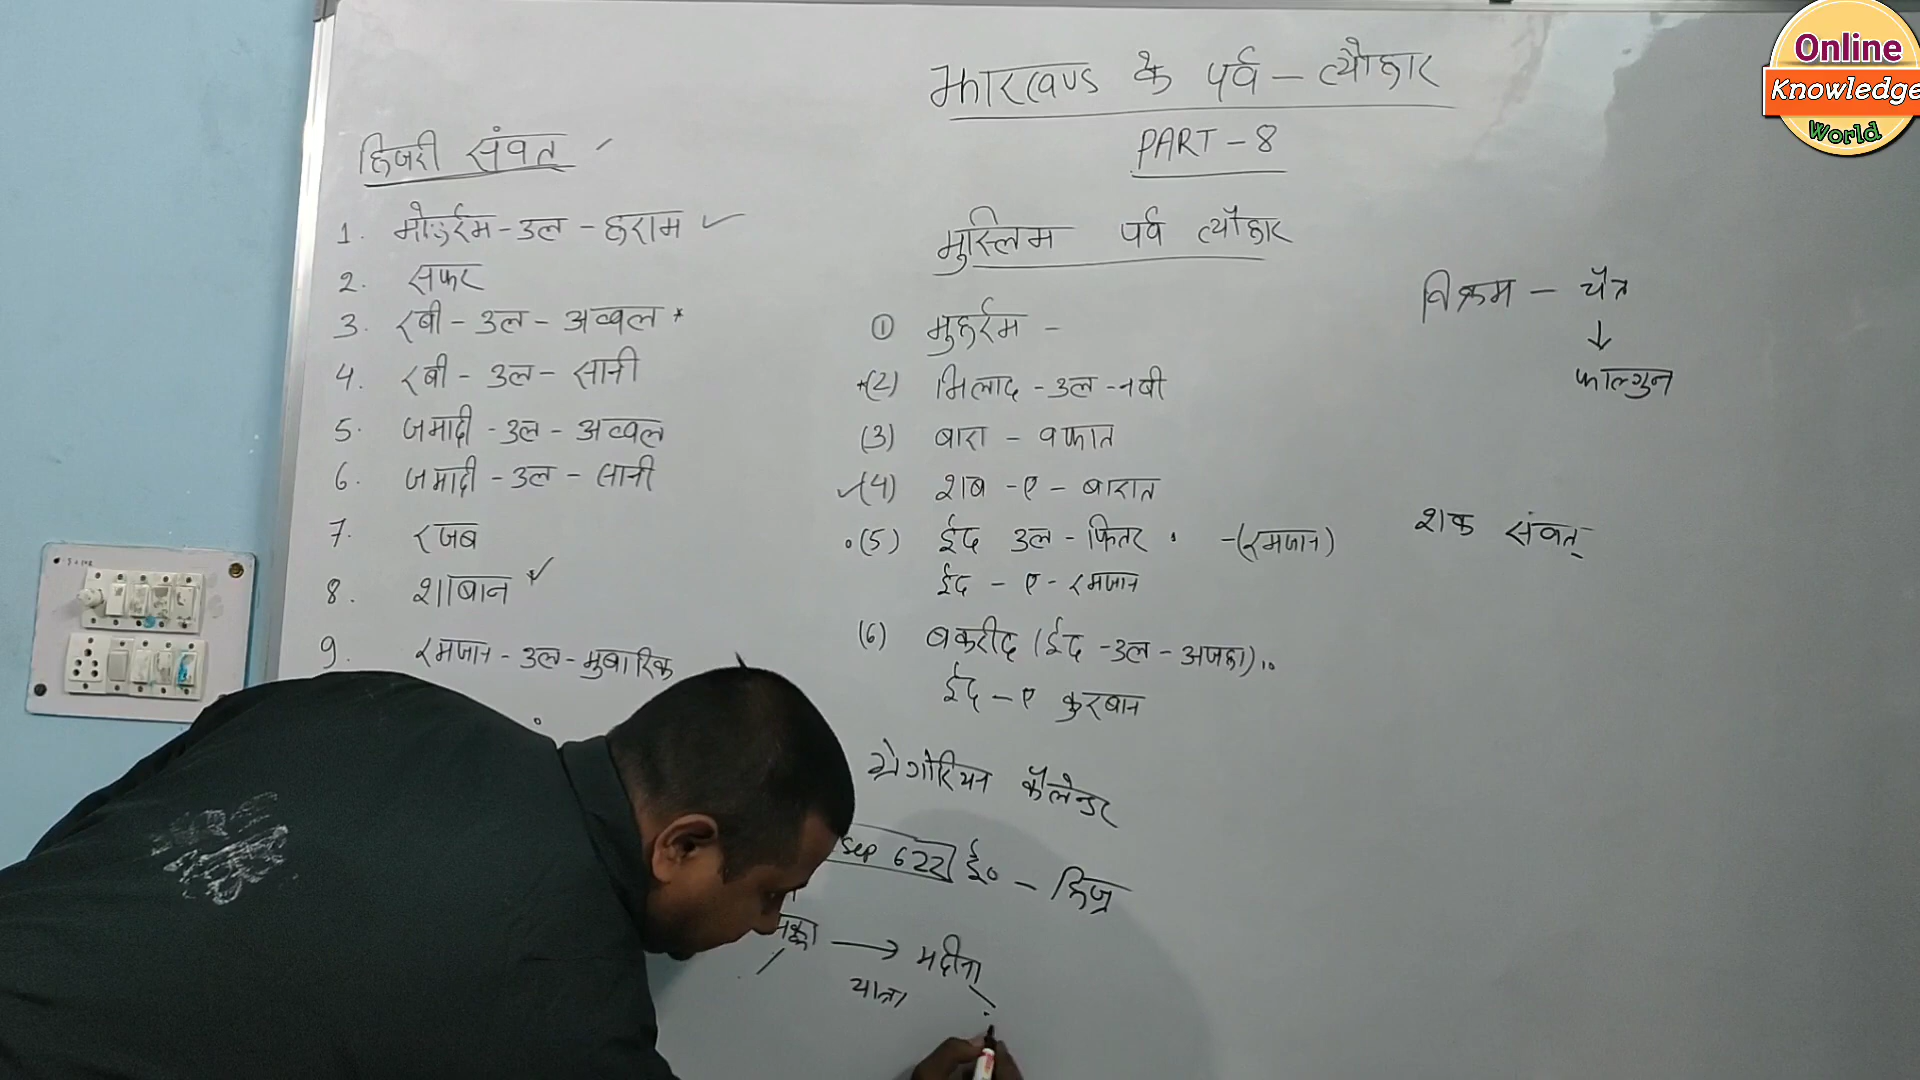 झारखण्ड के पर्व - त्यौहार
PART - 8
हिजरी संवत्
1. मोहर्रम - उल - हराम
2. सफर
3. रबी - उल - अव्वल *
4. रबी - उल - सानी
5. जमादी - उल - अव्वल
6. जमादी - उल - सानी
7. रजब
8. शाबान
9. रमजान - उल - मुबारिक
मुस्लिम पर्व त्यौहार
① मुहर्रम -
(2) मिलाद - उल - नबी
(3) बारा - वफात
(4) शब - ए - बारात
(5) ईद उल - फितर - (रमजान)
ईद - ए - रमजान
(6) बकरीद (ईद - उल - अजहा)
ईद - ए कुरबान
ग्रेगोरियन कैलेन्डर
Sep 622 ई० - हिज्र
मक्का → मदीना
यात्रा
विक्रम - चैत्र
↓
फाल्गुन
शक संवत्
Online
Knowledge
World